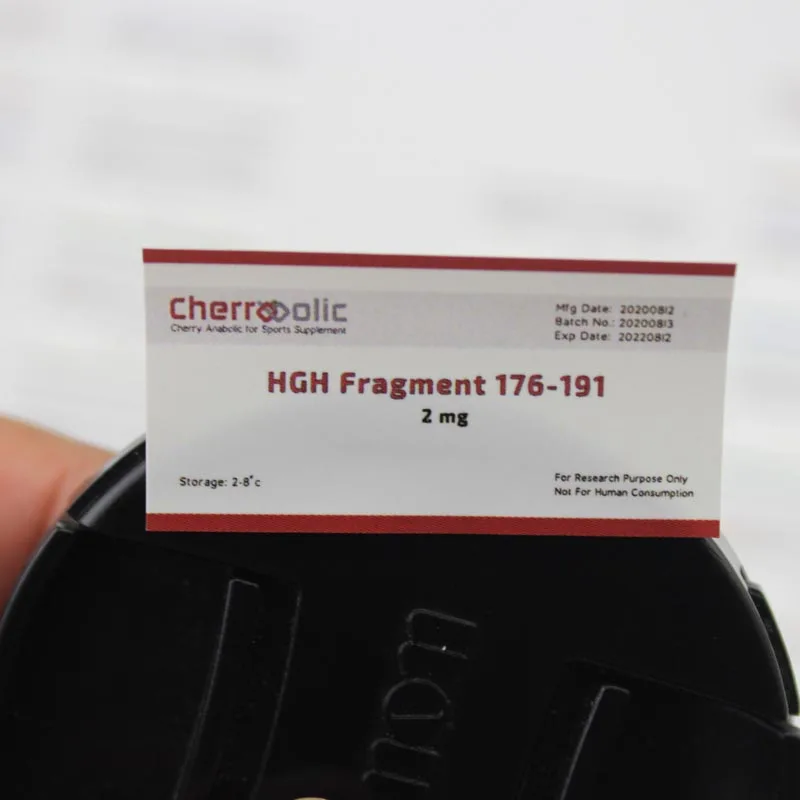 Cherrobolic
Cherry Anabolic for Sports Supplement
Mfg Date: 20200812
Batch No.: 20200813
Exp Date: 20220812
HGH Fragment 176-191
2 mg
Storage: 2-8°c
For Research Purpose Only
Not For Human Consumption